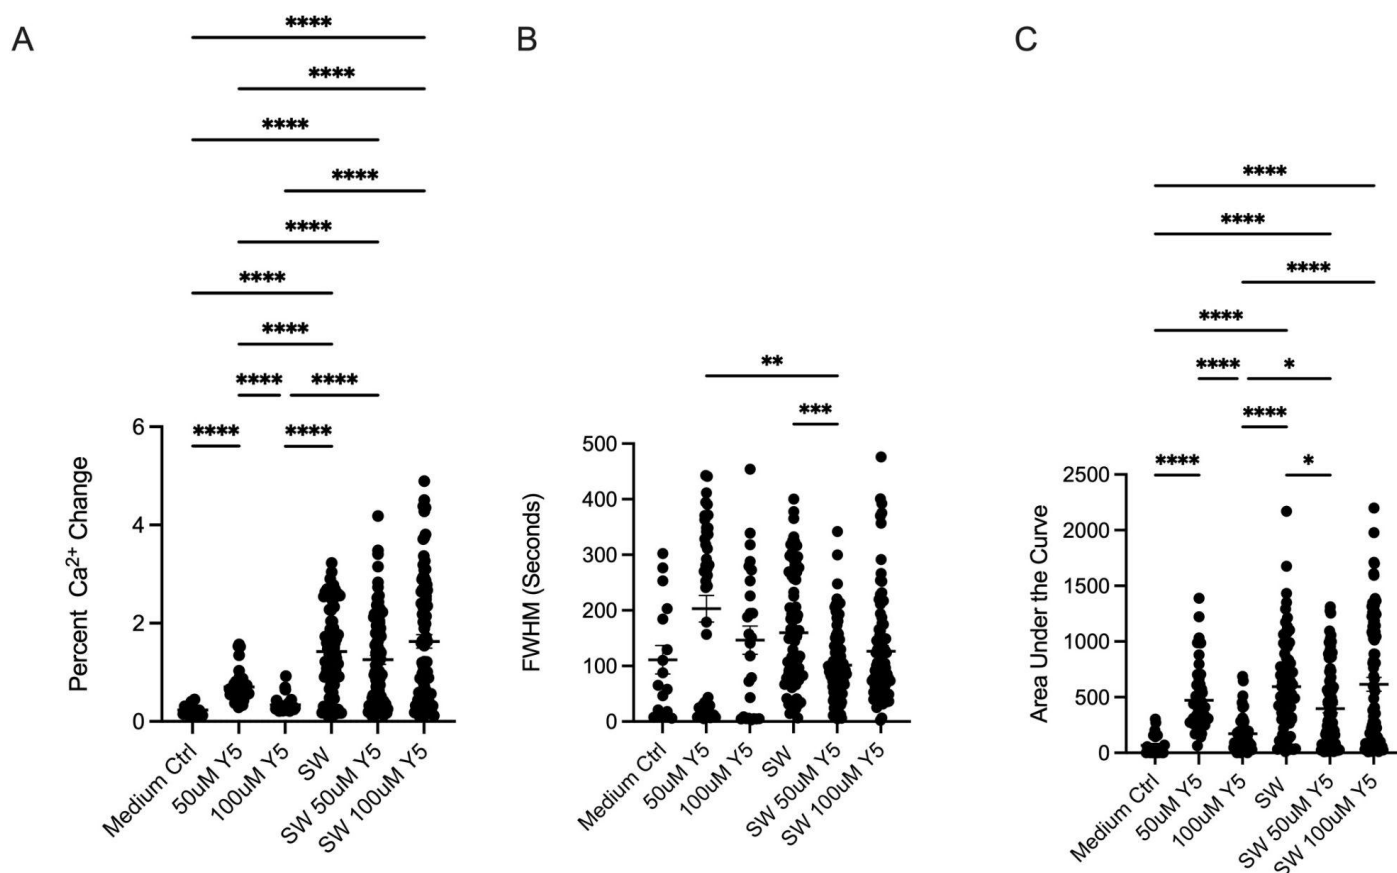 A
B
C
****
****
****
****
****
****
****
**** ****
**** ****
Percent Ca²⁺ Change
6
4
2
0
Medium Ctrl
50uM Y5
100uM Y5
SW
SW 50uM Y5
SW 100uM Y5
**
***
FWHM (Seconds)
500
400
300
200
100
0
Medium Ctrl
50uM Y5
100uM Y5
SW
SW 50uM Y5
SW 100uM Y5
****
****
****
****
**** *
****
**** *
Area Under the Curve
2500
2000
1500
1000
500
0
Medium Ctrl
50uM Y5
100uM Y5
SW
SW 50uM Y5
SW 100uM Y5